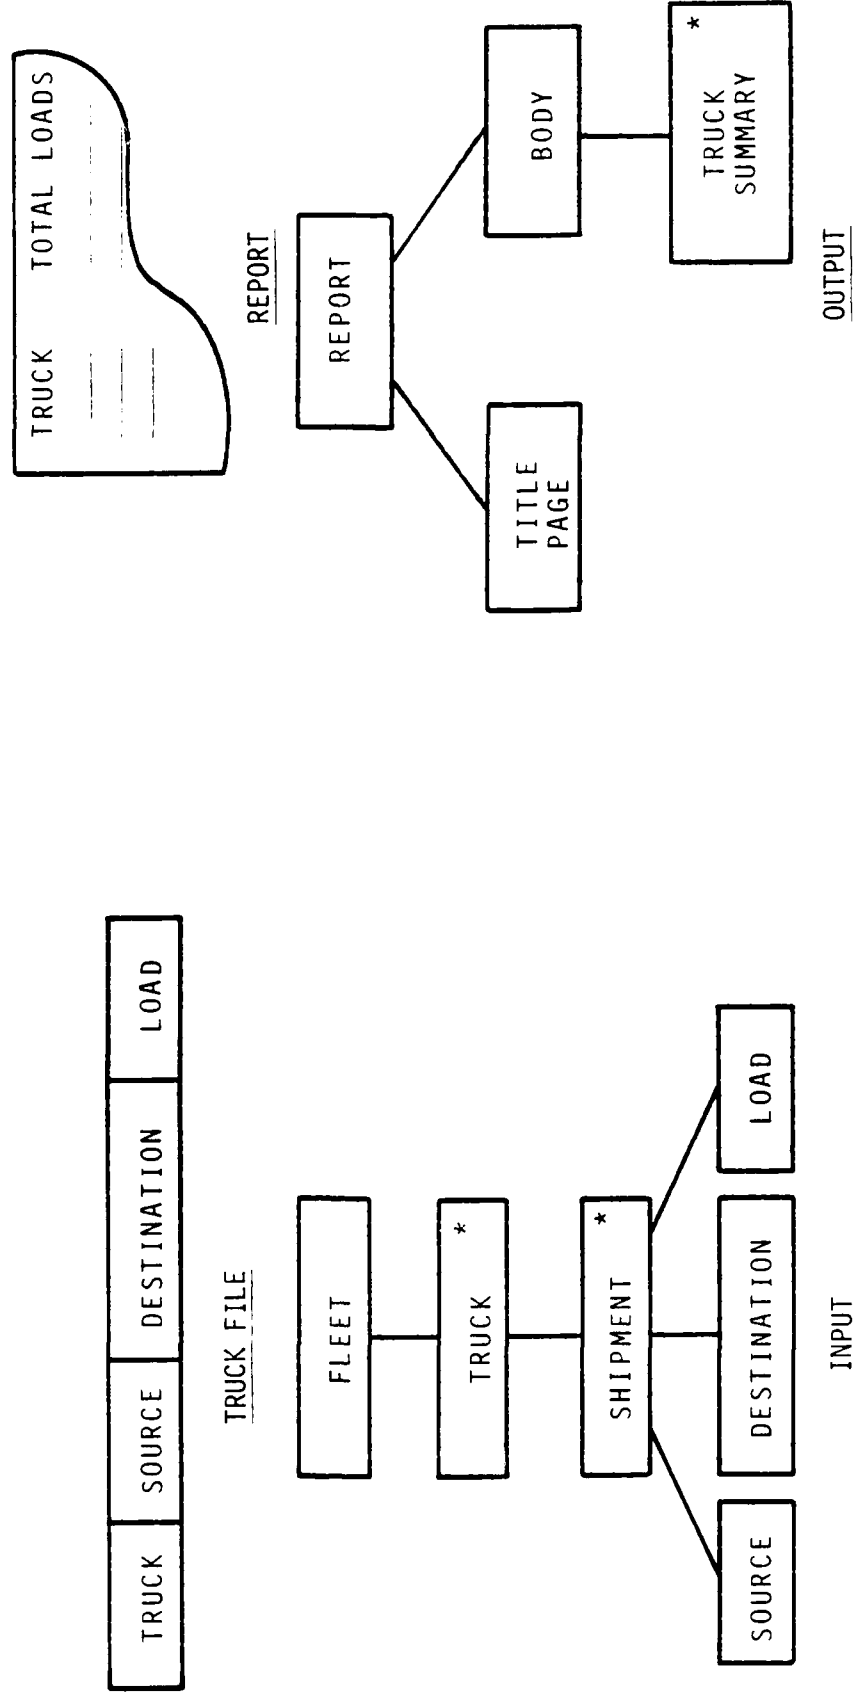 TRUCK SOURCE DESTINATION LOAD
TRUCK FILE
FLEET
TRUCK *
SHIPMENT *
SOURCE DESTINATION LOAD
INPUT
TRUCK TOTAL LOADS
REPORT
REPORT
TITLE
PAGE
BODY
TRUCK
SUMMARY
*
OUTPUT